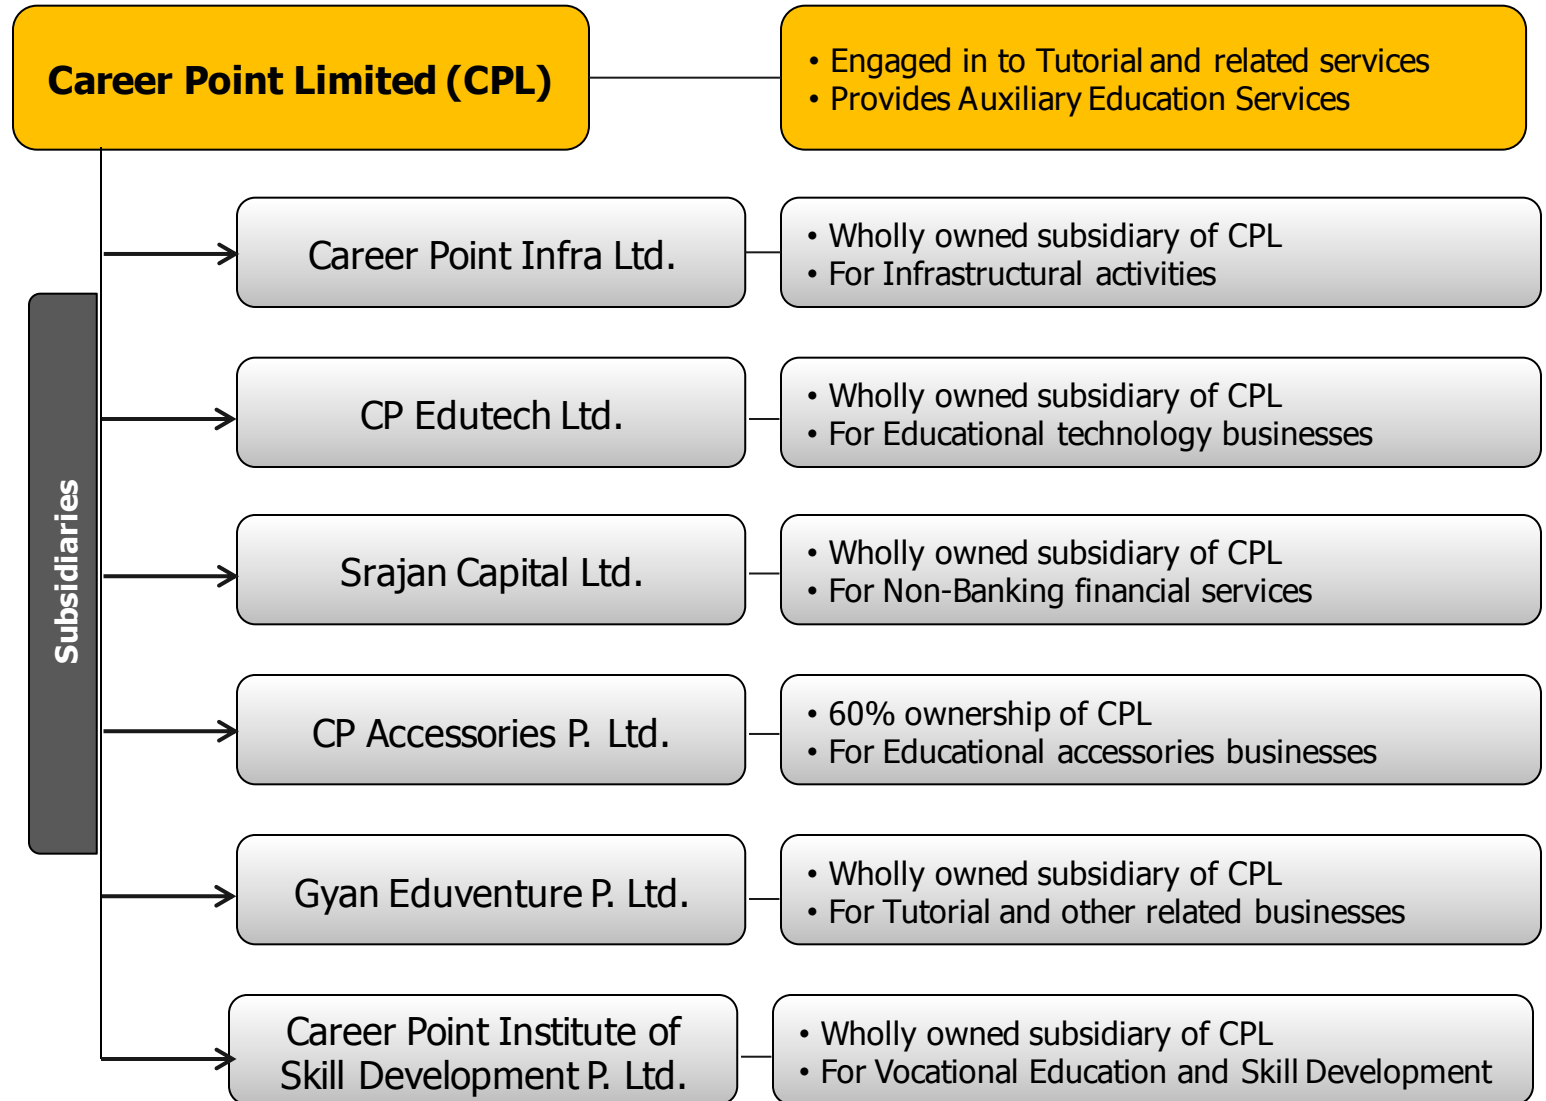 Career Point Limited (CPL)
• Engaged in to Tutorial and related services
• Provides Auxiliary Education Services
Subsidiaries
Career Point Infra Ltd.
• Wholly owned subsidiary of CPL
• For Infrastructural activities
CP Edutech Ltd.
• Wholly owned subsidiary of CPL
• For Educational technology businesses
Srajan Capital Ltd.
• Wholly owned subsidiary of CPL
• For Non-Banking financial services
CP Accessories P. Ltd.
• 60% ownership of CPL
• For Educational accessories businesses
Gyan Eduventure P. Ltd.
• Wholly owned subsidiary of CPL
• For Tutorial and other related businesses
Career Point Institute of
Skill Development P. Ltd.
• Wholly owned subsidiary of CPL
• For Vocational Education and Skill Development